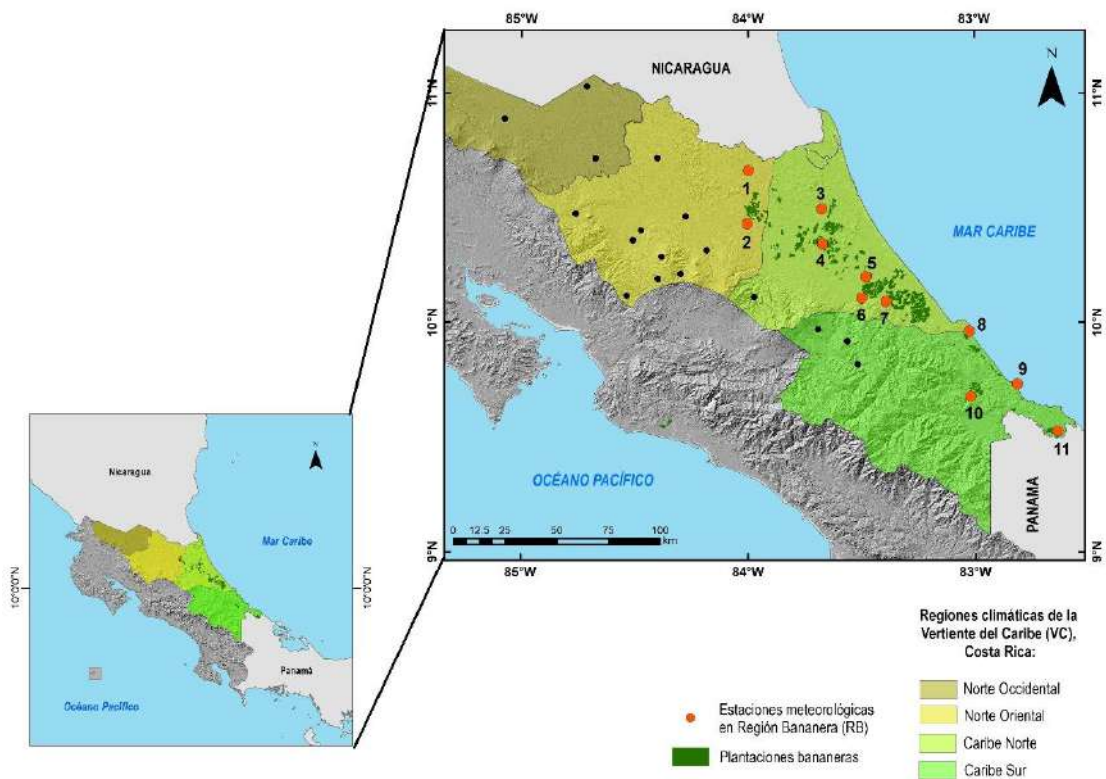 85°W
84°W
83°W
N
NICARAGUA
11°N
11°N
1
2
3
4
MAR CARIBE
5
6
7
8
9
10
11
10°N
10°N
OCÉANO PACÍFICO
PANAMA
0 12.5 25 50 75 100
km
9°N
9°N
85°W
84°W
83°W
N
Nicaragua
Mar Caribe
10°0'0"N
10°0'0"N
Panamá
Océano Pacífico
Regiones climáticas de la
Vertiente del Caribe (VC),
Costa Rica:
Norte Occidental
Norte Oriental
Caribe Norte
Caribe Sur
Estaciones meteorológicas
en Región Bananera (RB)
Plantaciones bananeras